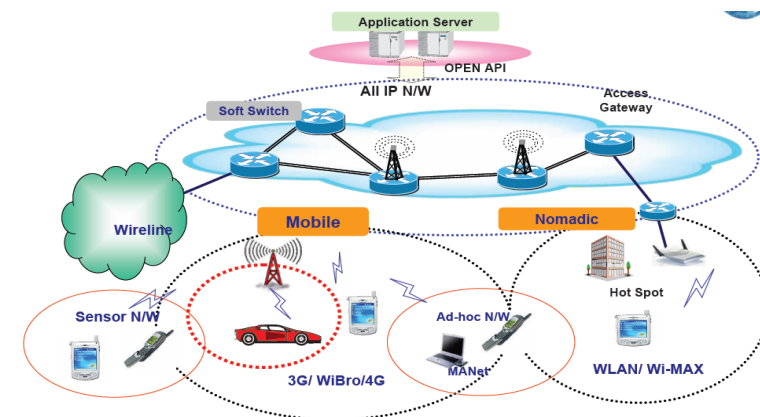 Application Server
OPEN API
All IP N/W
Access
Gateway
Soft Switch
Wireline
Mobile
Nomadic
Hot Spot
Sensor N/W
Ad-hoc N/W
MANet
3G/ WiBro/4G
WLAN/ Wi-MAX